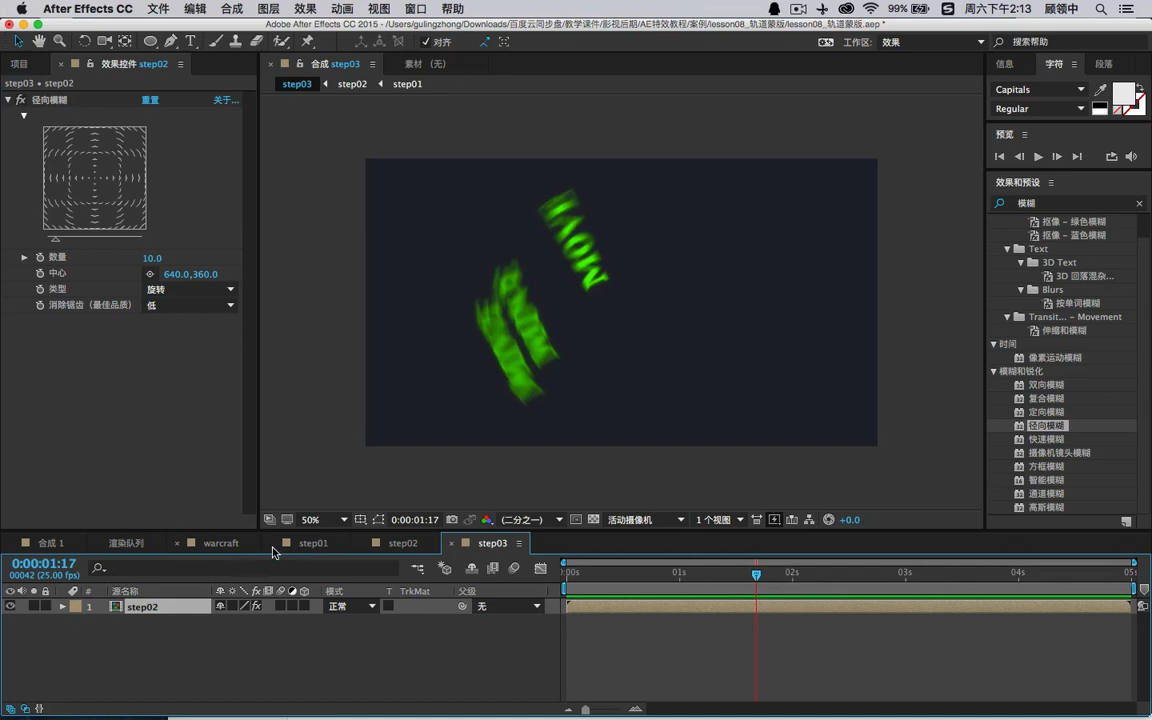 After Effects CC 文件 编辑 合成 图层 效果 动画 视图 窗口 帮助 99% 周六下午2:13 顾领中
Adobe After Effects CC 2015 - /Users/gulingzhong/Downloads/百度云同步盘/教学课件/影视后期/AE特效教程/案例/lesson08_轨道蒙版/lesson08_轨道蒙版.aep *
对齐 工作区: 效果 搜索帮助
项目 效果控件 step02 合成 step03 素材 (无) 信息 字符 段落
step03 • step02 step03 step02 step01
fx 径向模糊 重置 关于...
Capitals
Regular
预览
效果和预设
模糊
抠像 – 绿色模糊
抠像 – 蓝色模糊
Text
3D Text
3D 回落混杂...
Blurs
按单词模糊
Transit... – Movement
伸缩和模糊
时间
像素运动模糊
模糊和锐化
双向模糊
复合模糊
定向模糊
径向模糊
快速模糊
摄像机镜头模糊
方框模糊
智能模糊
通道模糊
高斯模糊
数量 10.0
中心 640.0,360.0
类型 旋转
消除锯齿 (最佳品质) 低
50% 0:00:01:17 (二分之一) 活动摄像机 1 个视图 +0.0
合成 1 渲染队列 warcraft step01 step02 step03
0:00:01:17
00042 (25.00 fps)
:00s 01s 02s 03s 04s 05s
# 源名称 模式 T TrkMat 父级
1 step02 正常 无